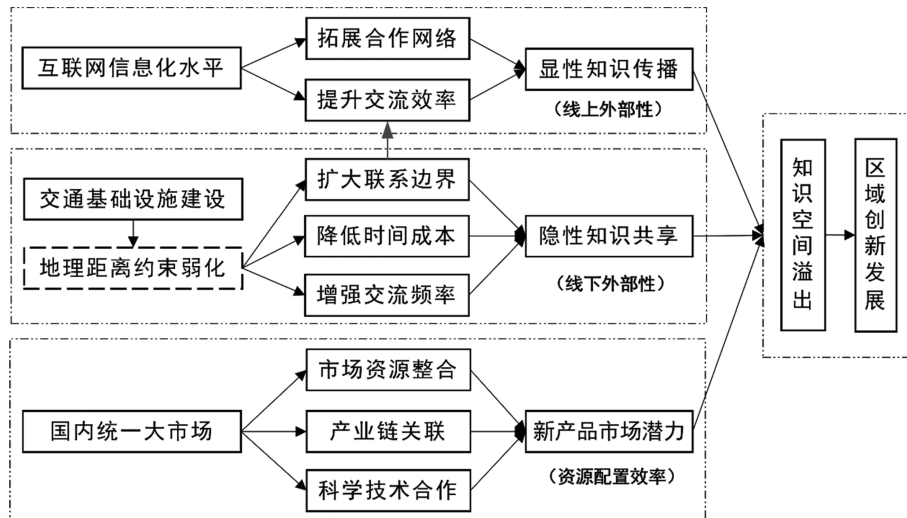 互联网信息化水平
拓展合作网络
提升交流效率
显性知识传播
（线上外部性）
交通基础设施建设
地理距离约束弱化
扩大联系边界
降低时间成本
增强交流频率
隐性知识共享
（线下外部性）
国内统一大市场
市场资源整合
产业链关联
科学技术合作
新产品市场潜力
（资源配置效率）
知识空间溢出
区域创新发展